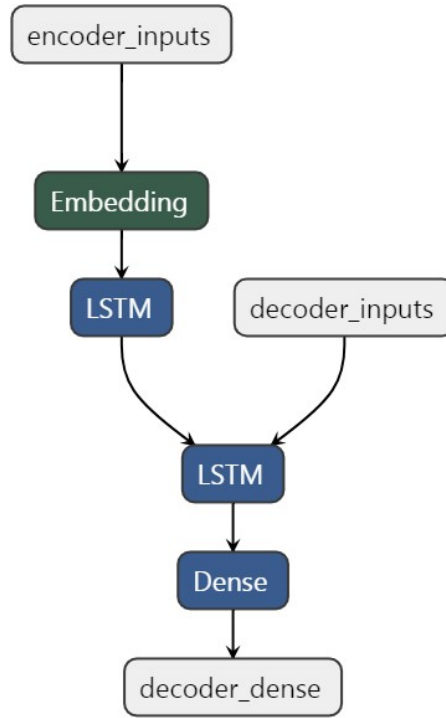 encoder_inputs
Embedding
LSTM
decoder_inputs
LSTM
Dense
decoder_dense